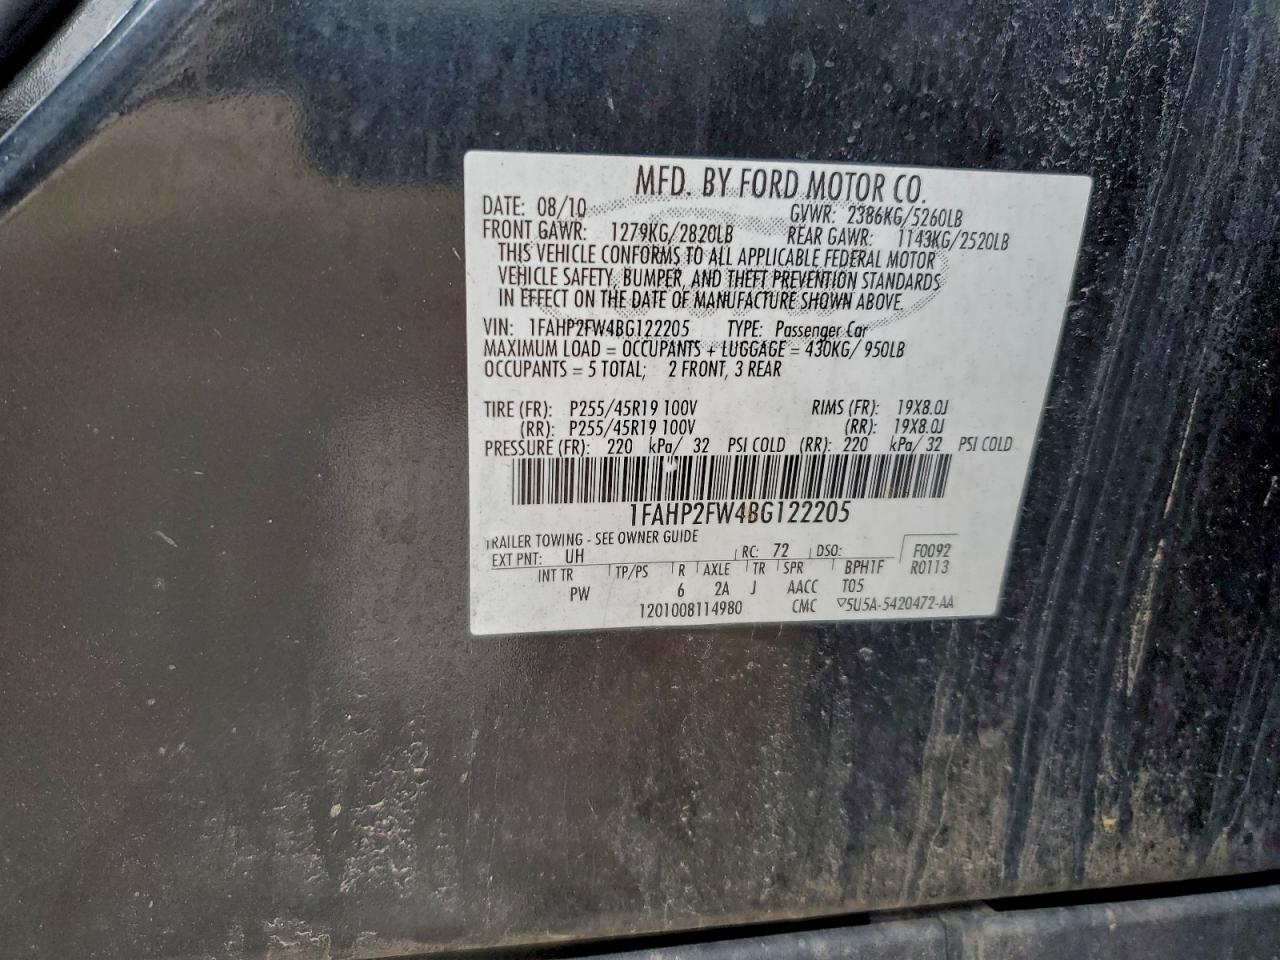 MFD. BY FORD MOTOR CO.
DATE: 08/10 GVWR: 2386KG/5260LB
FRONT GAWR: 1279KG/2820LB REAR GAWR: 1143KG/2520LB
THIS VEHICLE CONFORMS TO ALL APPLICABLE FEDERAL MOTOR
VEHICLE SAFETY, BUMPER, AND THEFT PREVENTION STANDARDS
IN EFFECT ON THE DATE OF MANUFACTURE SHOWN ABOVE.
VIN: 1FAHP2FW4BG122205 TYPE: Passenger Car
MAXIMUM LOAD = OCCUPANTS + LUGGAGE = 430KG/ 950LB
OCCUPANTS = 5 TOTAL; 2 FRONT, 3 REAR
TIRE (FR): P255/45R19 100V RIMS (FR): 19X8.0J
(RR): P255/45R19 100V (RR): 19X8.0J
PRESSURE (FR): 220 kPa/ 32 PSI COLD (RR): 220 kPa/ 32 PSI COLD
1FAHP2FW4BG122205
TRAILER TOWING - SEE OWNER GUIDE
EXT PNT: UH RC: 72 DSO: F0092
INT TR TP/PS R AXLE TR SPR BPH1F R0113
PW 6 2A J AACC T05
1201008114980 CMC ▽5U5A-5420472-AA